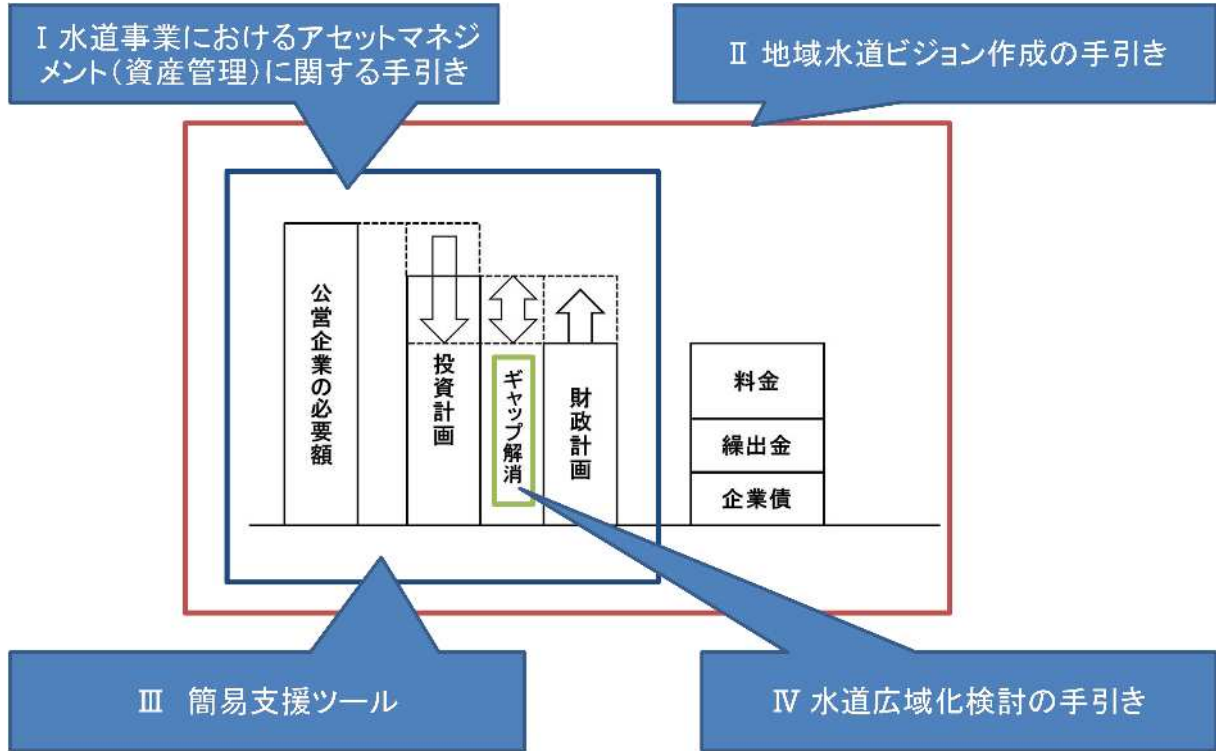 Ⅰ 水道事業におけるアセットマネジ
メント(資産管理)に関する手引き
Ⅱ 地域水道ビジョン作成の手引き
公営企業の必要額
投資計画
ギャップ解消
財政計画
料金
繰出金
企業債
Ⅲ 簡易支援ツール
Ⅳ 水道広域化検討の手引き